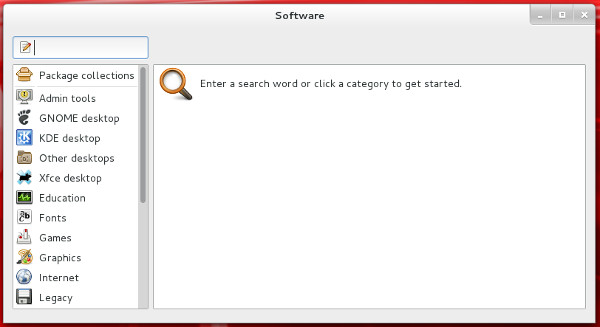 Software
Package collections
Admin tools
GNOME desktop
KDE desktop
Other desktops
Xfce desktop
Education
Fonts
Games
Graphics
Internet
Legacy
Enter a search word or click a category to get started.